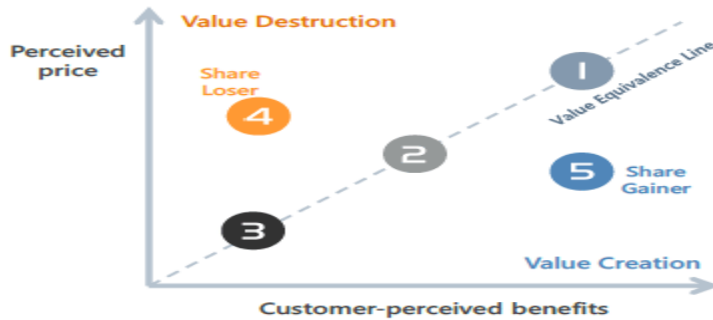 Value Destruction
Perceived
price
Share
Loser
4
1
Value Equivalence Line
2
5
Share
Gainer
3
Value Creation
Customer-perceived benefits